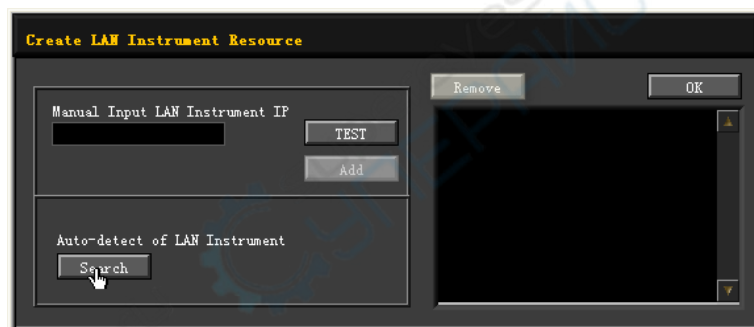 Create LAN Instrument Resource
Remove
OK
Manual Input LAN Instrument IP
TEST
Add
Auto-detect of LAN Instrument
Search